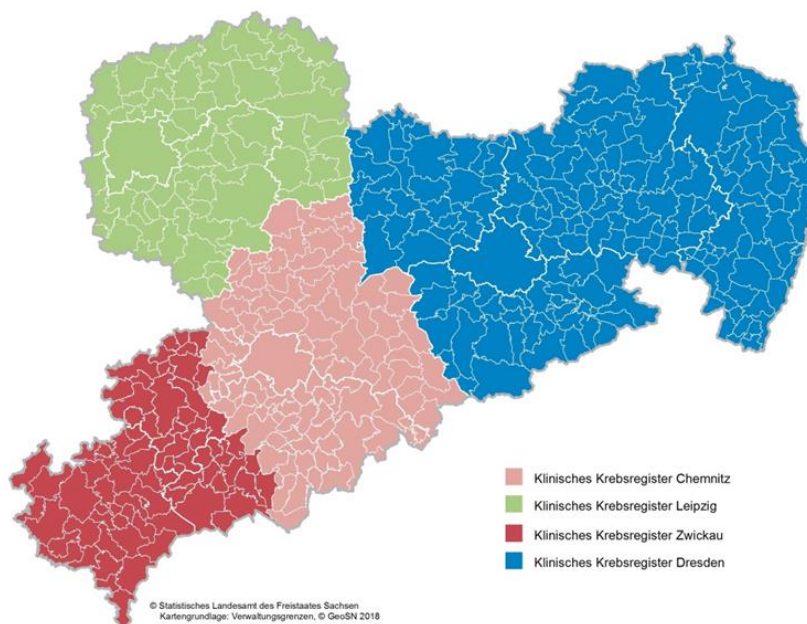 Klinisches Krebsregister Chemnitz
Klinisches Krebsregister Leipzig
Klinisches Krebsregister Zwickau
Klinisches Krebsregister Dresden
© Statistisches Landesamt des Freistaates Sachsen
Kartengrundlage: Verwaltungsgrenzen, © GeoSN 2018